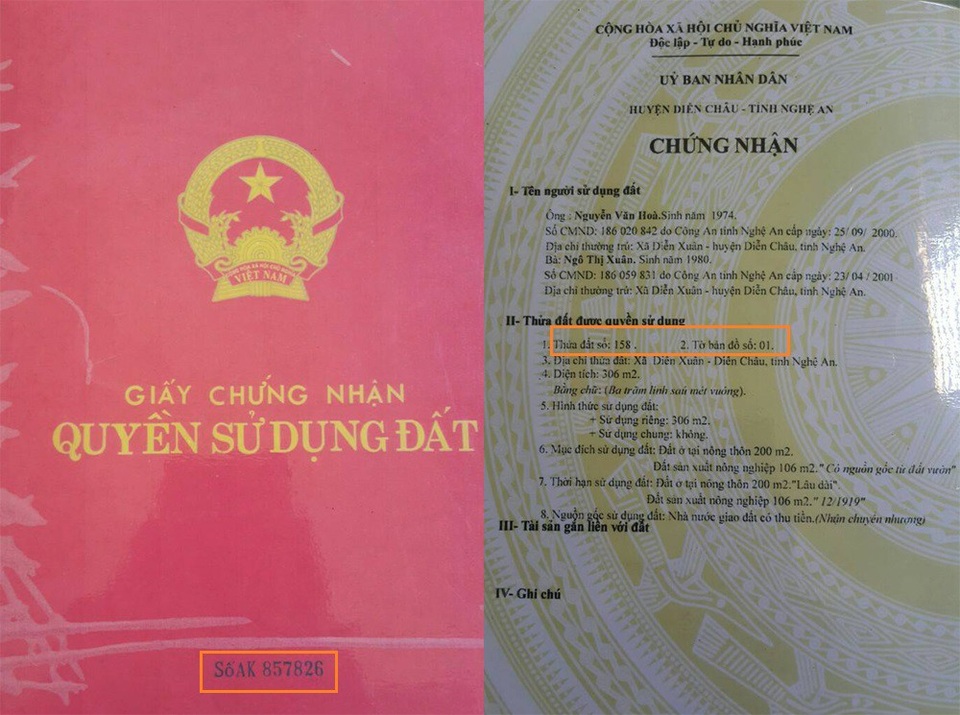 CỘNG HÒA XÃ HỘI CHỦ NGHĨA
VIỆT NAM
GIẤY CHỨNG NHẬN
QUYỀN SỬ DỤNG ĐẤT
Số AK 857826
CỘNG HÒA XÃ HỘI CHỦ NGHĨA VIỆT NAM
Độc lập - Tự do - Hạnh phúc
UỶ BAN NHÂN DÂN
HUYỆN DIỄN CHÂU - TỈNH NGHỆ AN
CHỨNG NHẬN
I- Tên người sử dụng đất
Ông : Nguyễn Văn Hoà.Sinh năm 1974.
Số CMND: 186 020 842 do Công An tỉnh Nghệ An cấp ngày: 25/ 09/ 2000.
Địa chỉ thường trú: Xã Diễn Xuân - huyện Diễn Châu, tỉnh Nghệ An.
Bà: Ngô Thị Xuân. Sinh năm 1980.
Số CMND: 186 059 831 do Công An tỉnh Nghệ An cấp ngày: 23/ 04 /2001
Địa chỉ thường trú: Xã Diễn Xuân - huyện Diễn Châu, tỉnh Nghệ An.
II- Thửa đất được quyền sử dụng
1. Thửa đất số: 158 . 2. Tờ bản đồ số: 01.
3. Địa chỉ thửa đất: Xã Diễn Xuân - Diễn Châu, tỉnh Nghệ An.
4. Diện tích: 306 m2.
Bằng chữ: (Ba trăm linh sáu mét vuông).
5. Hình thức sử dụng đất:
+ Sử dụng riêng: 306 m2.
+ Sử dụng chung: không.
6. Mục đích sử dụng đất: Đất ở tại nông thôn 200 m2.
Đất sản xuất nông nghiệp 106 m2." Có nguồn gốc từ đất vườn"
7. Thời hạn sử dụng đất: Đất ở tại nông thôn 200 m2."Lâu dài".
Đất sản xuất nông nghiệp 106 m2." 12/1919"
8. Nguồn gốc sử dụng đất: Nhà nước giao đất có thu tiền.(Nhận chuyển nhượng)
III- Tài sản gắn liền với đất
IV- Ghi chú